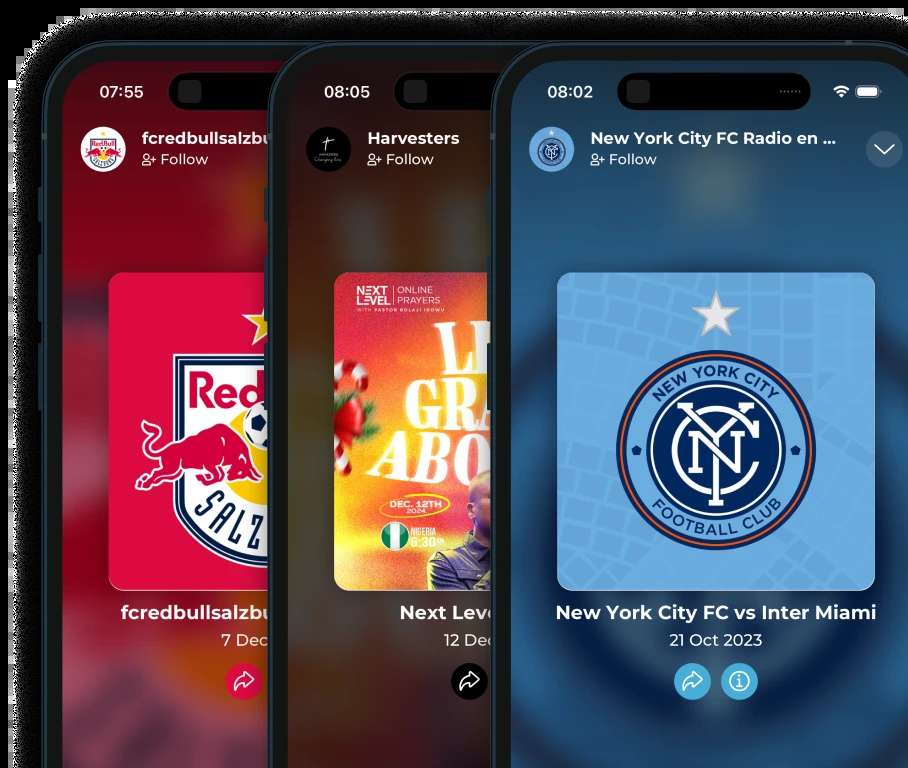 07:55
fcredbullsalzbu
Follow
Red
SALZ
fcredbullsalzbu
7 Dec
08:05
Harvesters
Follow
NEXT LEVEL | ONLINE PRAYERS
WITH PASTOR BOLAJI IDOWU
GRA
ABO
DEC. 12TH
2024
NIGERIA
6:30
Next Leve
12 Dec
08:02
New York City FC Radio en ...
Follow
NEW YORK CITY
NYC
FOOTBALL CLUB
New York City FC vs Inter Miami
21 Oct 2023